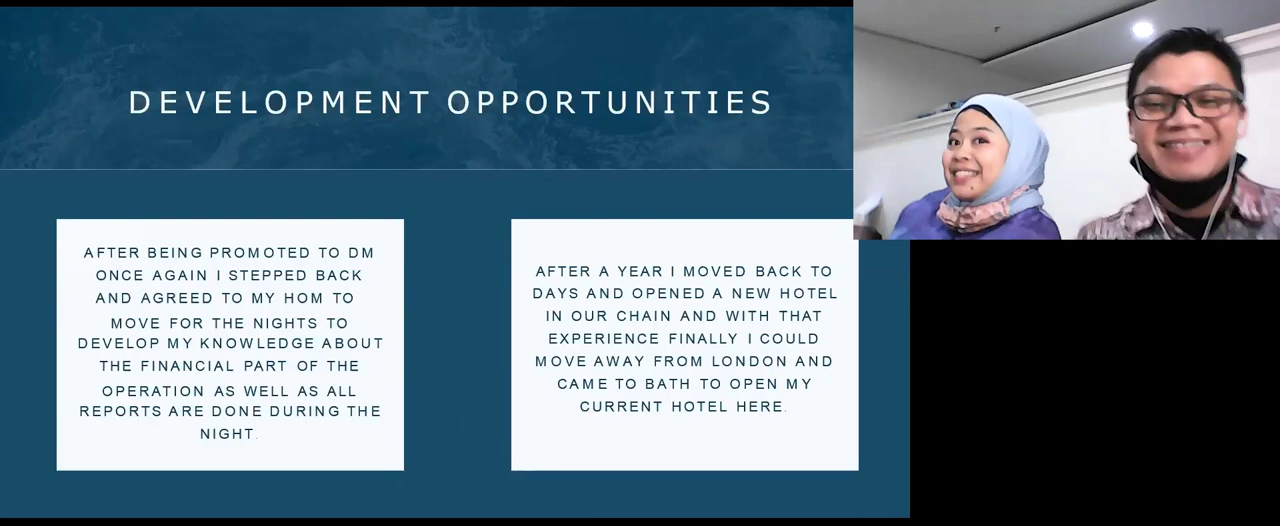 DEVELOPMENT OPPORTUNITIES
AFTER BEING PROMOTED TO DM
ONCE AGAIN I STEPPED BACK
AND AGREED TO MY HOM TO
MOVE FOR THE NIGHTS TO
DEVELOP MY KNOWLEDGE ABOUT
THE FINANCIAL PART OF THE
OPERATION AS WELL AS ALL
REPORTS ARE DONE DURING THE
NIGHT.
AFTER A YEAR I MOVED BACK TO
DAYS AND OPENED A NEW HOTEL
IN OUR CHAIN AND WITH THAT
EXPERIENCE FINALLY I COULD
MOVE AWAY FROM LONDON AND
CAME TO BATH TO OPEN MY
CURRENT HOTEL HERE.